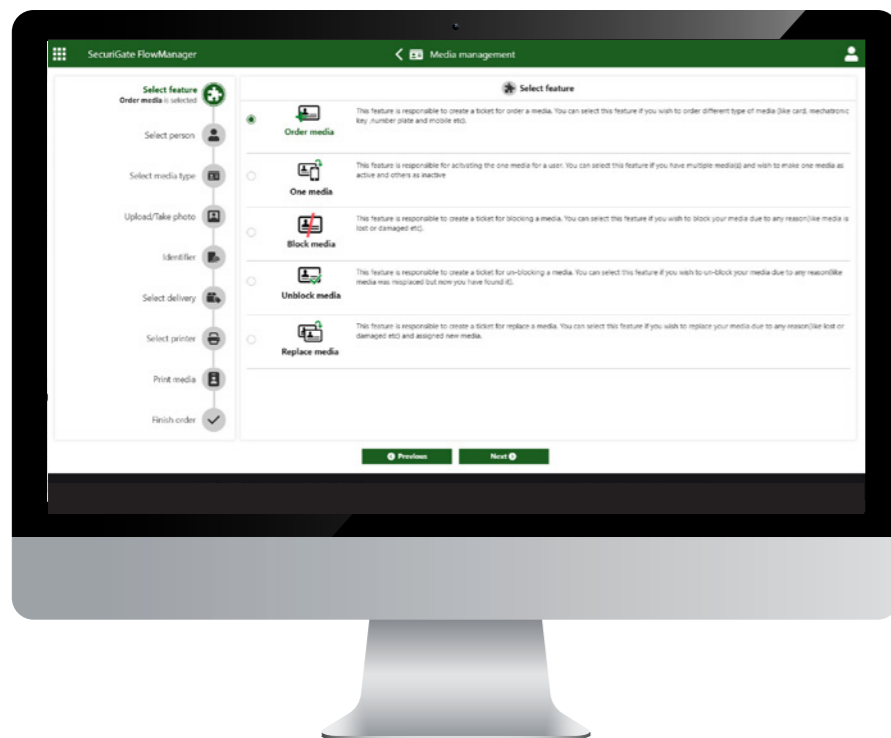 SecuriGate FlowManager
Media management
Select feature
Order media is selected
Select person
Select media type
Upload/Take photo
Identifier
Select delivery
Select printer
Print media
Finish order
Select feature
Order media
This feature is responsible to create a ticket for order a media. You can select this feature if you wish to order different type of media (like card, mechatronic
key ,number plate and mobile etc).
One media
This feature is responsible for acitvating the one media for a user. You can select this feature if you have multiple media(s) and wish to make one media as
active and others as inactive
Block media
This feature is responsible to create a ticket for blocking a media. You can select this feature if you wish to block your media due to any reason(like media is
lost or damaged etc).
Unblock media
This feature is responsible to create a ticket for un-blocking a media. You can select this feature if you wish to un-block your media due to any reason(like
media was misplaced but now you have found it).
Replace media
This feature is responsible to create a ticket for replace a media. You can select this feature if you wish to replace your media due to any reason(like lost or
damaged etc) and assigned new media.
Previous
Next